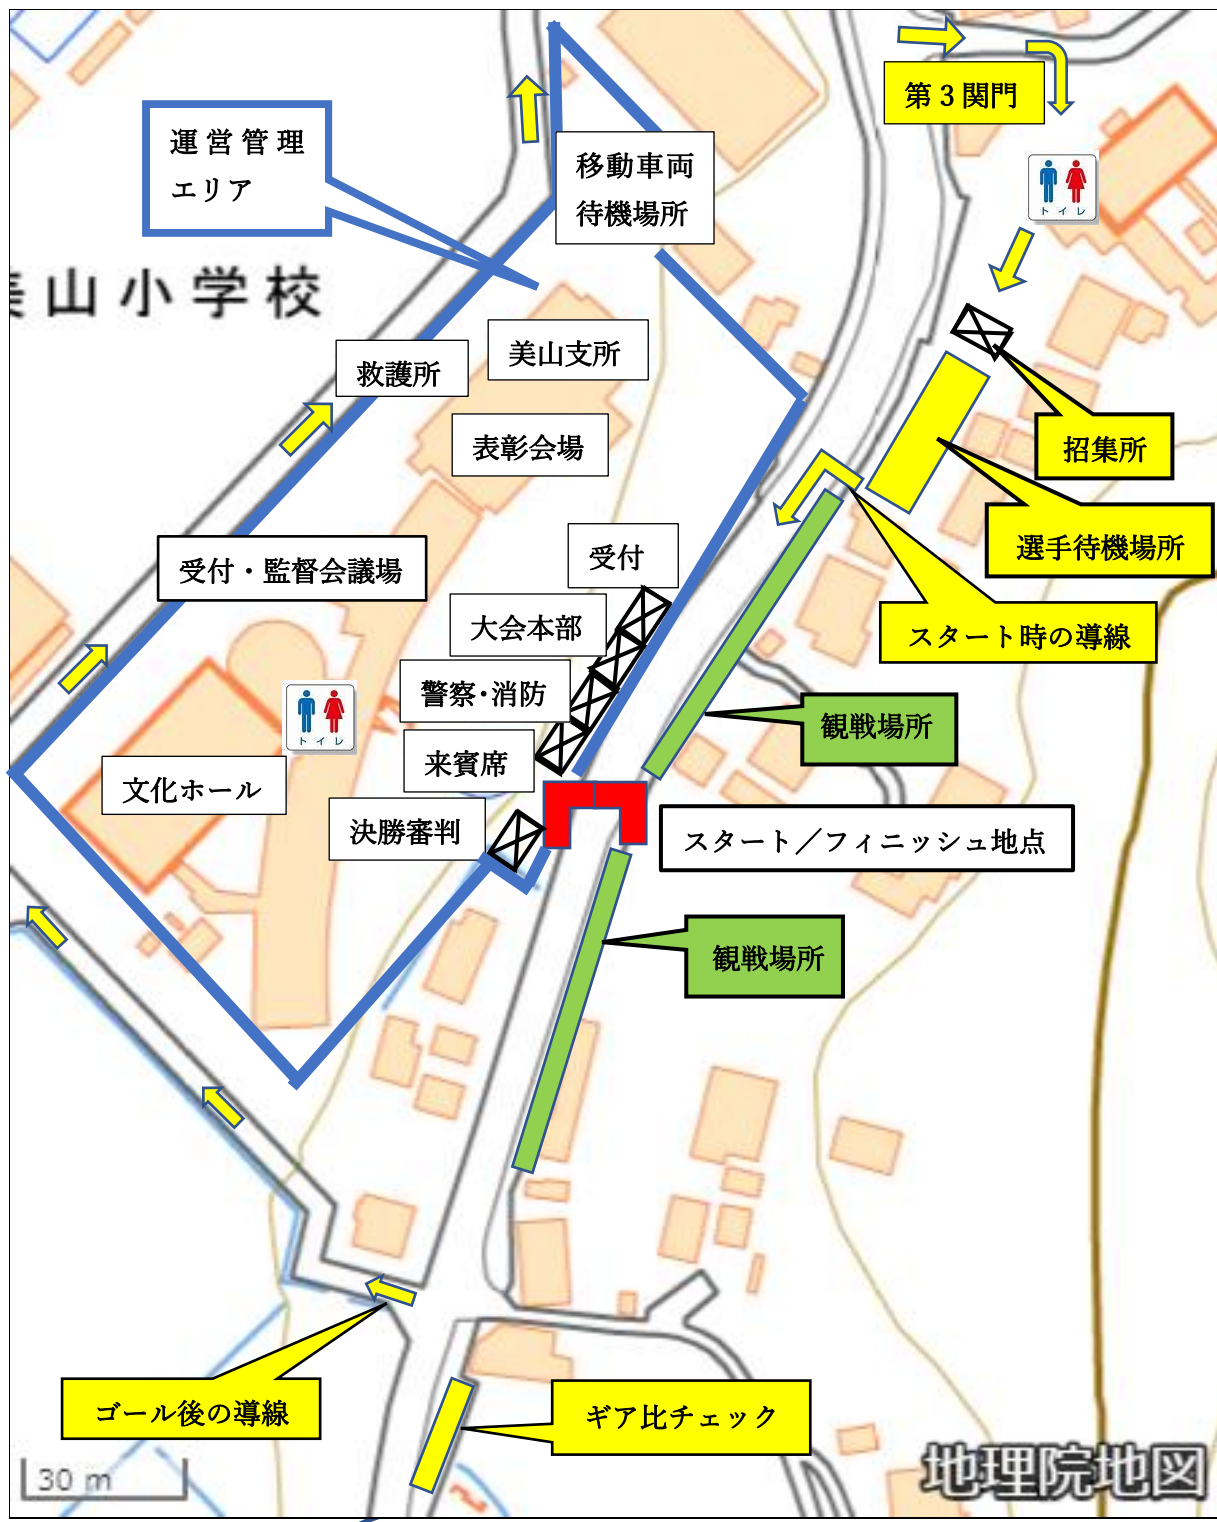 第3関門
運営管理
エリア
移動車両
待機場所
トイレ
美山小学校
美山支所
救護所
表彰会場
招集所
選手待機場所
受付・監督会議場
受付
大会本部
スタート時の導線
警察・消防
観戦場所
来賓席
文化ホール
トイレ
決勝審判
スタート／フィニッシュ地点
観戦場所
ゴール後の導線
ギア比チェック
30 m
地理院地図